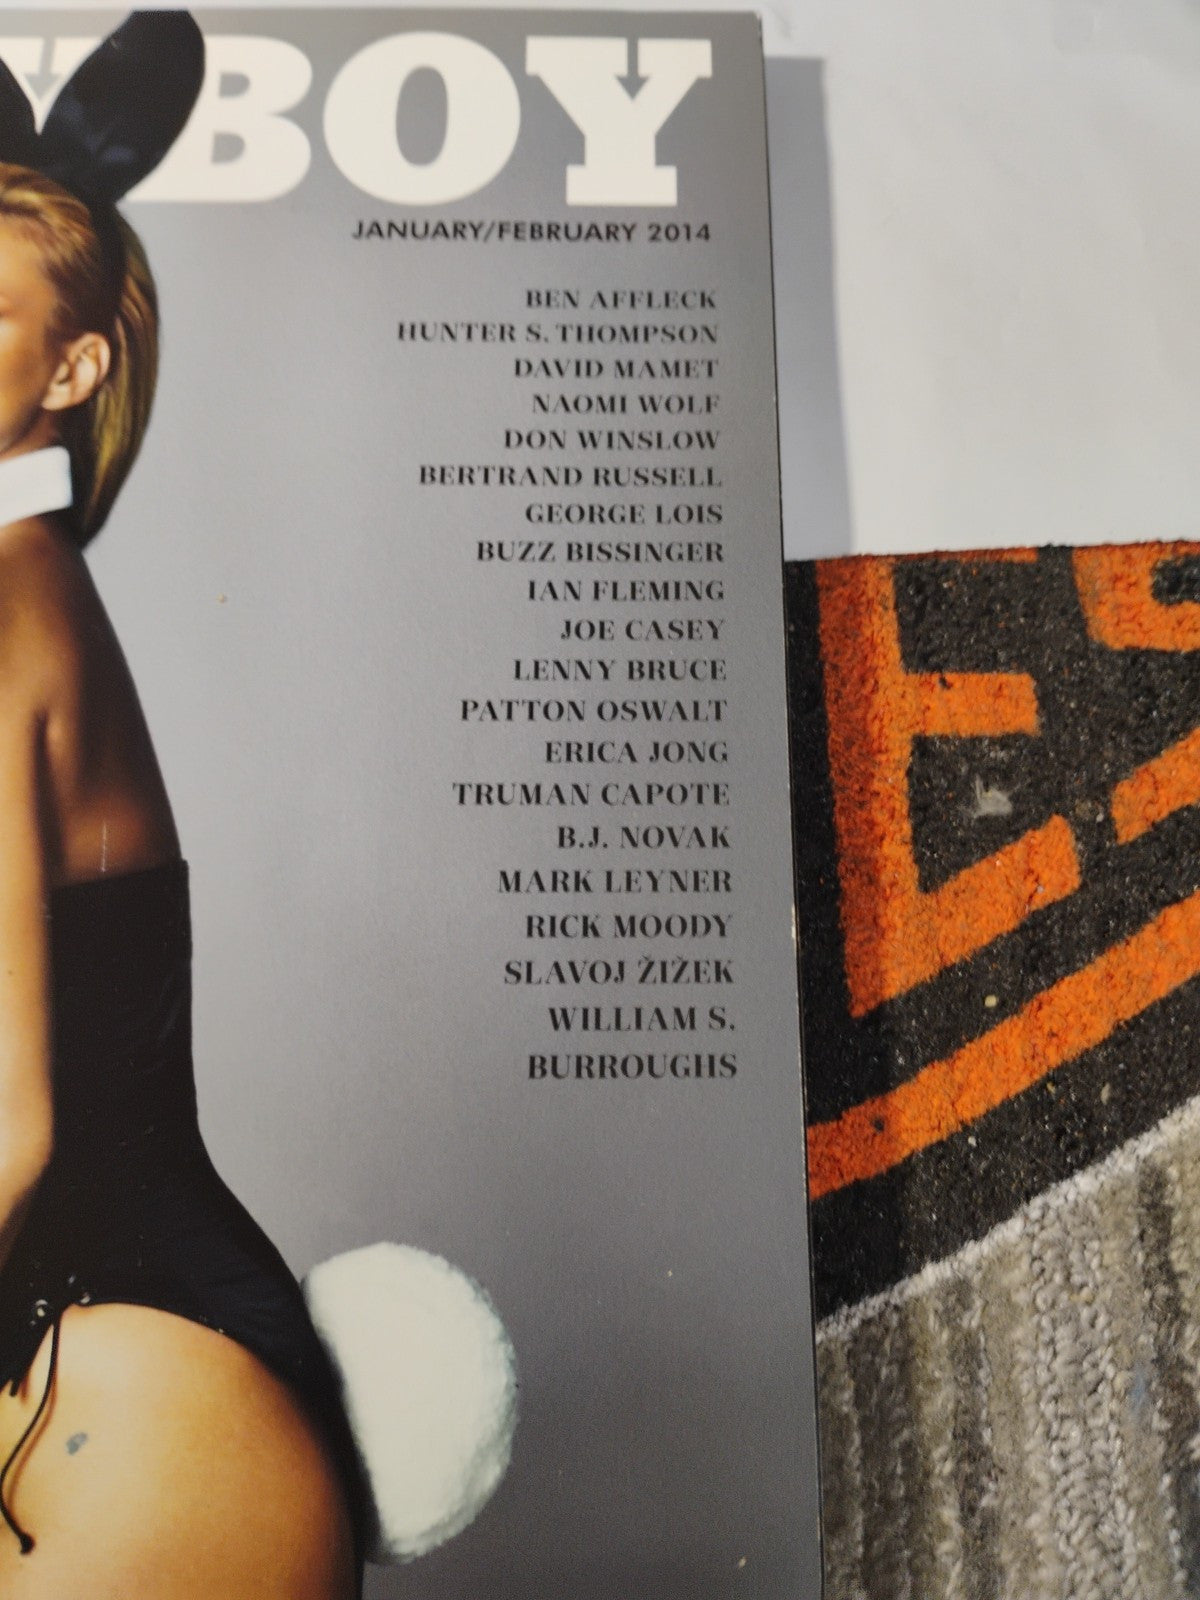 BOY
JANUARY/FEBRUARY 2014
BEN AFFLECK
HUNTER S. THOMPSON
DAVID MAMET
NAOMI WOLF
DON WINSLOW
BERTRAND RUSSELL
GEORGE LOIS
BUZZ BISSINGER
IAN FLEMING
JOE CASEY
LENNY BRUCE
PATTON OSWALT
ERICA JONG
TRUMAN CAPOTE
B.J. NOVAK
MARK LEYNER
RICK MOODY
SLAVOJ ŽIŽEK
WILLIAM S.
BURROUGHS